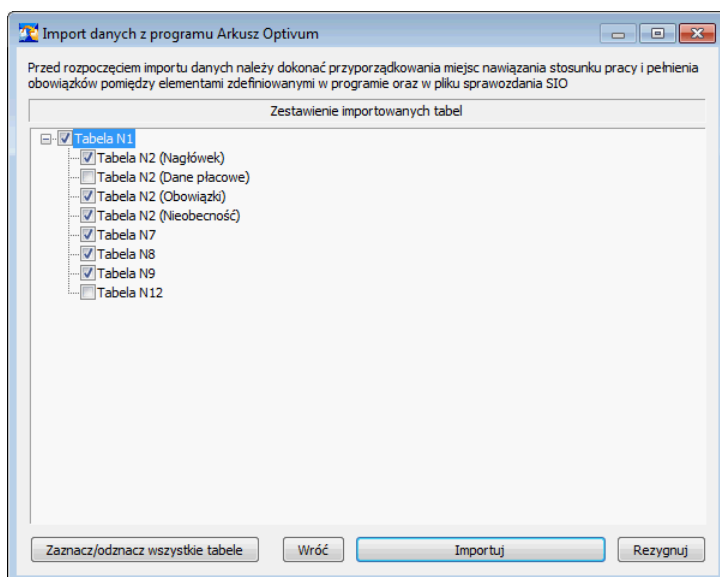 Import danych z programu Arkusz Optivum
Przed rozpoczęciem importu danych należy dokonać przyporządkowania miejsc nawiązania stosunku pracy i pełnienia
obowiązków pomiędzy elementami zdefiniowanymi w programie oraz w pliku sprawozdania SIO
Zestawienie importowanych tabel
Tabela N1
Tabela N2 (Nagłówek)
Tabela N2 (Dane płacowe)
Tabela N2 (Obowiązki)
Tabela N2 (Nieobecność)
Tabela N7
Tabela N8
Tabela N9
Tabela N12
Zaznacz/odznacz wszystkie tabele Wróć Importuj Rezygnuj